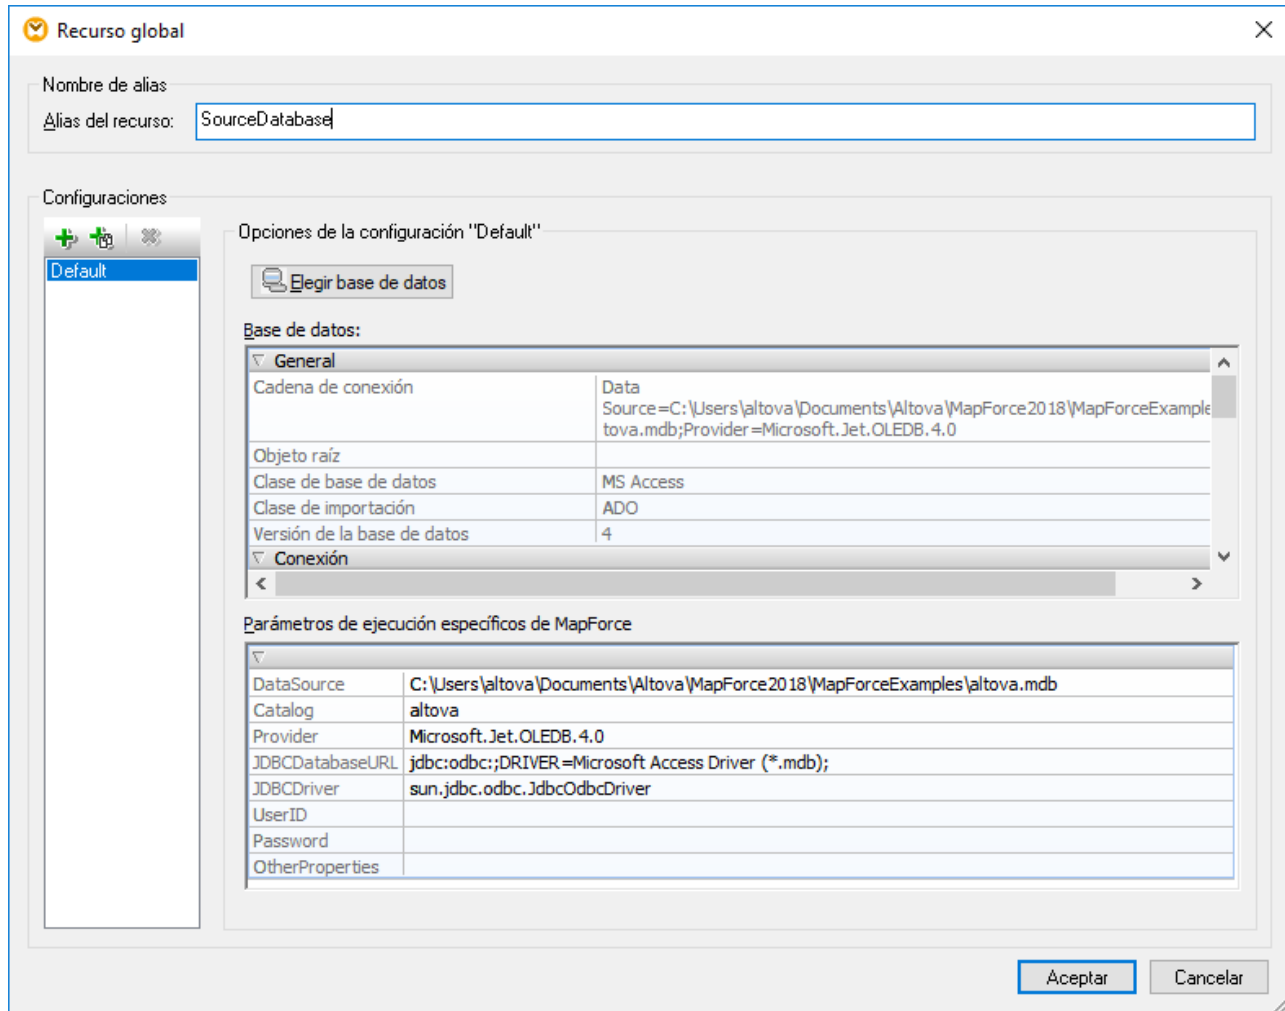 Recurso global
Nombre de alias
Alias del recurso: SourceDatabase
Configuraciones
Default
Opciones de la configuración "Default"
Elegir base de datos
Base de datos:
General
Cadena de conexión Data
Source=C:\Users\altova\Documents\Altova\MapForce2018\MapForceExample
tova.mdb;Provider=Microsoft.Jet.OLEDB.4.0
Objeto raíz
Clase de base de datos MS Access
Clase de importación ADO
Versión de la base de datos 4
Conexión
Parámetros de ejecución específicos de MapForce
DataSource C:\Users\altova\Documents\Altova\MapForce2018\MapForceExamples\altova.mdb
Catalog altova
Provider Microsoft.Jet.OLEDB.4.0
JDBCDatabaseURL jdbc:odbc:;DRIVER=Microsoft Access Driver (*.mdb);
JDBCDriver sun.jdbc.odbc.JdbcOdbcDriver
UserID
Password
OtherProperties
Aceptar Cancelar